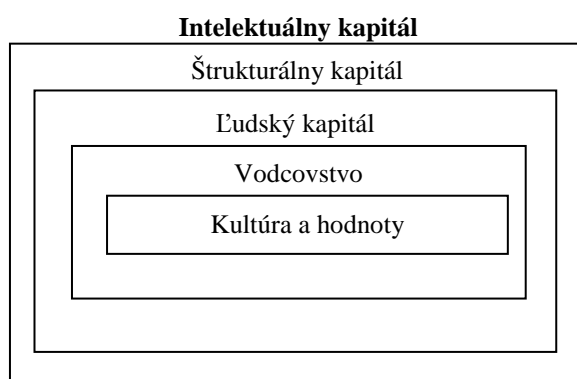 Intelektuálny kapitál
Štrukturálny kapitál
Ľudský kapitál
Vodcovstvo
Kultúra a hodnoty